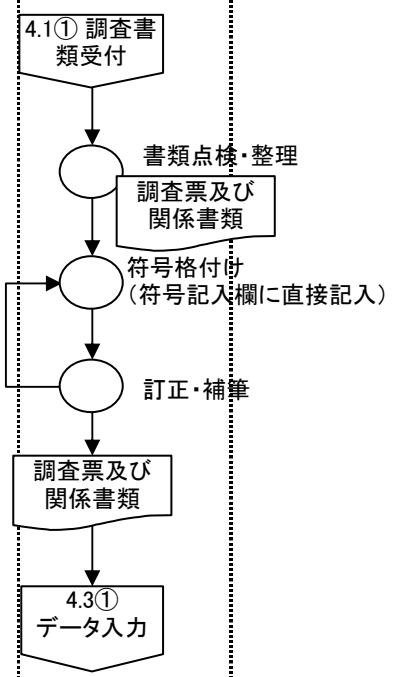 4.1① 調査書
類受付
書類点検・整理
調査票及び
関係書類
符号格付け
（符号記入欄に直接記入）
訂正・補筆
調査票及び
関係書類
4.3①
データ入力